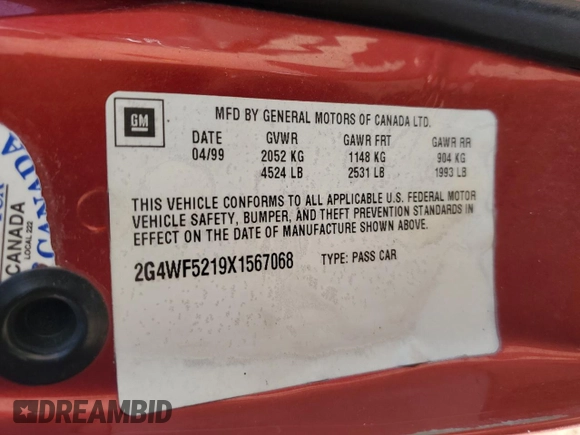 GM
MFD BY GENERAL MOTORS OF CANADA LTD.
DATE GVWR GAWR FRT GAWR RR
04/99 2052 KG 1148 KG 904 KG
4524 LB 2531 LB 1993 LB
THIS VEHICLE CONFORMS TO ALL APPLICABLE U.S. FEDERAL MOTOR
VEHICLE SAFETY, BUMPER, AND THEFT PREVENTION STANDARDS IN
EFFECT ON THE DATE OF MANUFACTURE SHOWN ABOVE.
2G4WF5219X1567068 TYPE: PASS CAR
CANADA
CANADA
LOCAL 222
DREAMBID